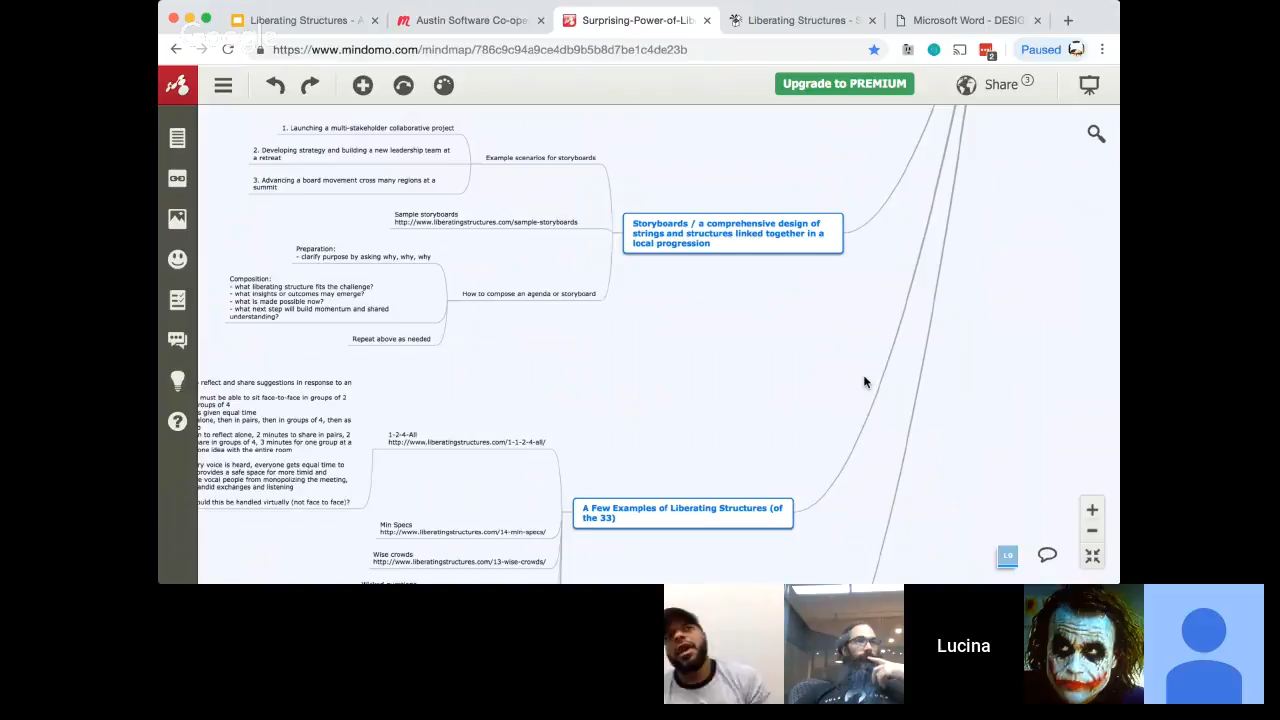 Liberating Structures - A
Austin Software Co-ope
Surprising-Power-of-Lib
Liberating Structures - S
Microsoft Word - DESIG
https://www.mindomo.com/mindmap/786c9c94a9ce4db9b5b8d7be1c4de23b
2
Paused
Upgrade to PREMIUM
Share 3
1. Launching a multi-stakeholder collaborative project
2. Developing strategy and building a new leadership team at
a retreat
3. Advancing a board movement cross many regions at a
summit
Example scenarios for storyboards
Sample storyboards
http://www.liberatingstructures.com/sample-storyboards
Storyboards / a comprehensive design of
strings and structures linked together in a
local progression
Preparation:
- clarify purpose by asking why, why, why
Composition:
- what liberating structure fits the challenge?
- what insights or outcomes may emerge?
- what is made possible now?
- what next step will build momentum and shared
understanding?
How to compose an agenda or storyboard
Repeat above as needed
reflect and share suggestions in response to an
must be able to sit face-to-face in groups of 2
roups of 4
s given equal time
alone, then in pairs, then in groups of 4, then as
n to reflect alone, 2 minutes to share in pairs, 2
are in groups of 4, 3 minutes for one group at a
one idea with the entire room
ry voice is heard, everyone gets equal time to
provides a safe space for more timid and
e vocal people from monopolizing the meeting,
andid exchanges and listening
ould this be handled virtually (not face to face)?
1-2-4-All
http://www.liberatingstructures.com/1-1-2-4-all/
A Few Examples of Liberating Structures (of
the 33)
Min Specs
http://www.liberatingstructures.com/14-min-specs/
Wise crowds
http://www.liberatingstructures.com/13-wise-crowds/
LG
Lucina